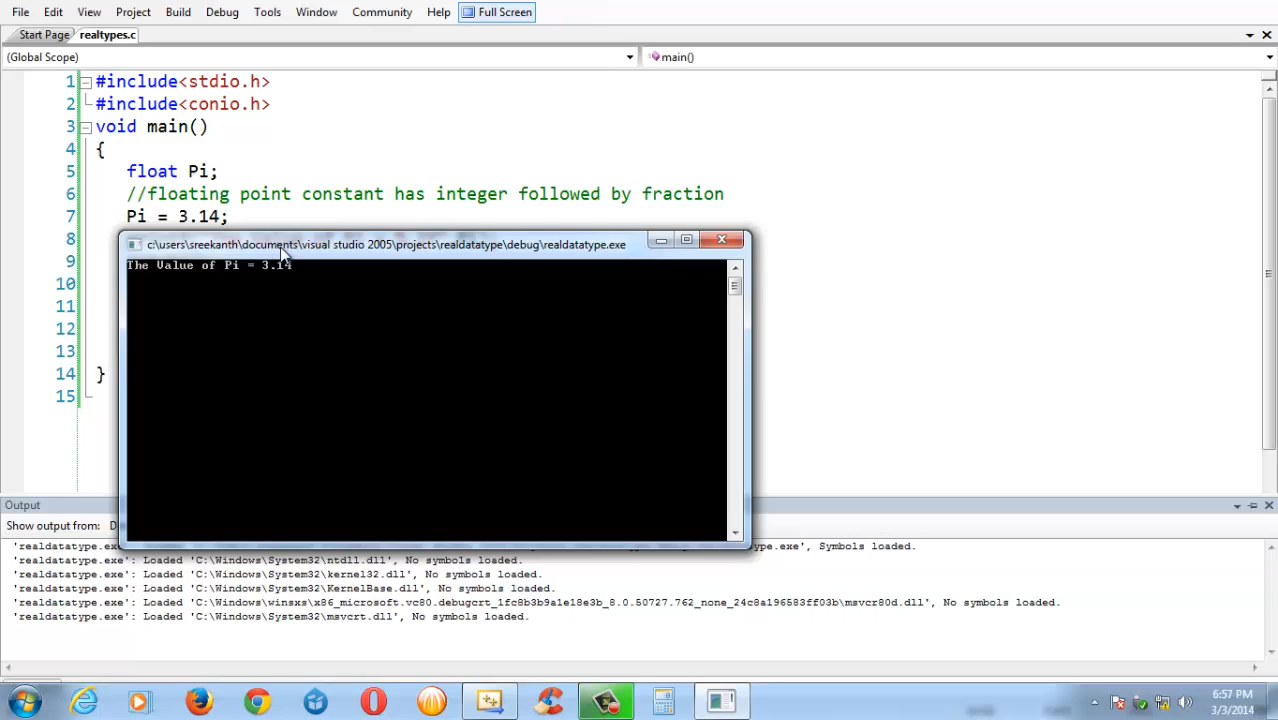 File Edit View Project Build Debug Tools Window Community Help Full Screen
Start Page realtypes.c
(Global Scope) main()
1 #include<stdio.h>
2 #include<conio.h>
3 void main()
4 {
5 float Pi;
6 //floating point constant has integer followed by fraction
7 Pi = 3.14;
8
c:\users\sreekanth\documents\visual studio 2005\projects\realdatatype\debug\realdatatype.exe
9
The Value of Pi = 3.14
10
11
12
13
14 }
15
Output
Show output from: D
'realdatatype.exe' type.exe', Symbols loaded.
'realdatatype.exe': Loaded 'C:\Windows\System32\ntdll.dll', No symbols loaded.
'realdatatype.exe': Loaded 'C:\Windows\System32\kernel32.dll', No symbols loaded.
'realdatatype.exe': Loaded 'C:\Windows\System32\KernelBase.dll', No symbols loaded.
'realdatatype.exe': Loaded 'C:\Windows\winsxs\x86_microsoft.vc80.debugcrt_1fc8b3b9a1e18e3b_8.0.50727.762_none_24c8a196583ff03b\msvcr80d.dll', No symbols loaded.
'realdatatype.exe': Loaded 'C:\Windows\System32\msvcrt.dll', No symbols loaded.
6:57 PM
3/3/2014